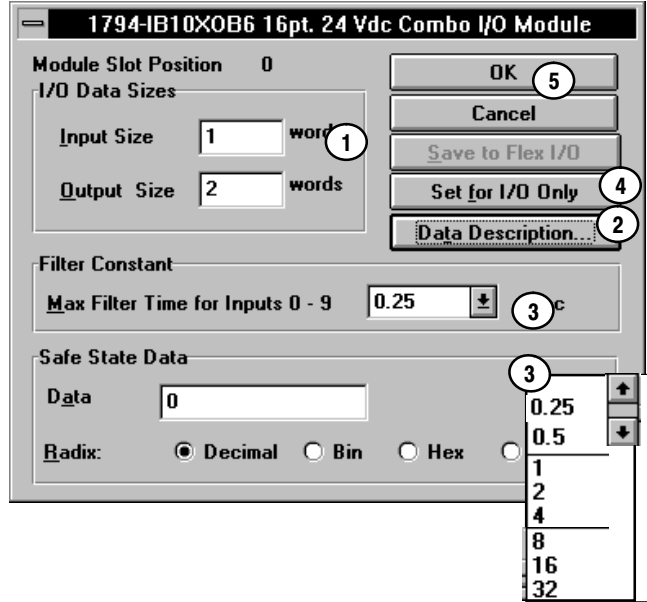 1794-IB10XOB6 16pt. 24 Vdc Combo I/O Module
Module Slot Position 0
I/O Data Sizes
Input Size 1 words
1
Output Size 2 words
OK
5
Cancel
Save to Flex I/O
Set for I/O Only
4
Data Description...
2
Filter Constant
Max Filter Time for Inputs 0 - 9 0.25
3
Safe State Data
Data 0
Radix: Decimal Bin Hex
3
0.25
0.5
1
2
4
8
16
32